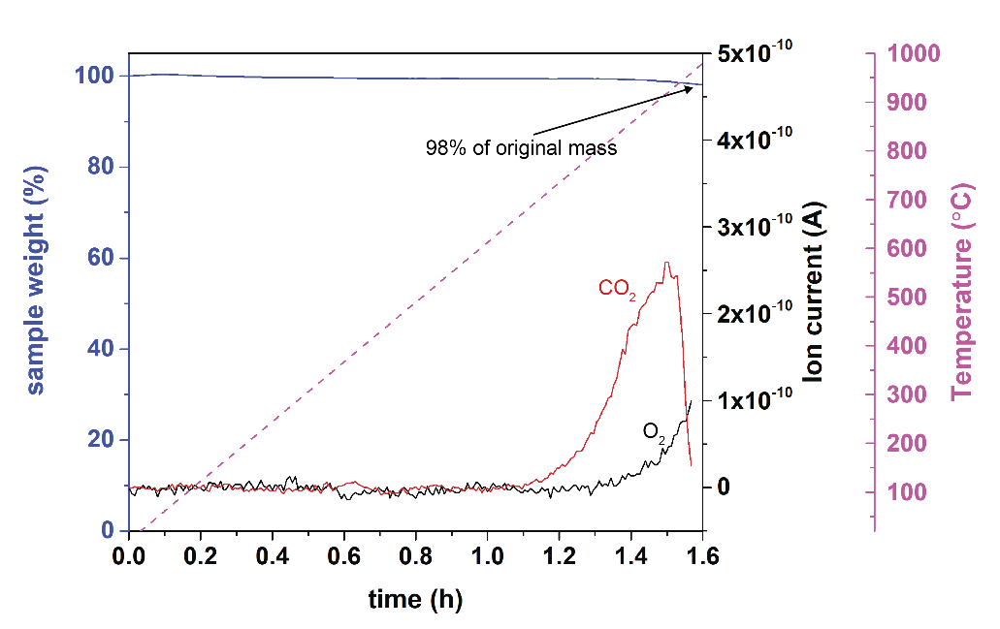 100
80
60
40
20
0
sample weight (%)
0.0 0.2 0.4 0.6 0.8 1.0 1.2 1.4 1.6
time (h)
98% of original mass
CO₂
O₂
5x10⁻¹⁰
4x10⁻¹⁰
3x10⁻¹⁰
2x10⁻¹⁰
1x10⁻¹⁰
0
Ion current (A)
1000
900
800
700
600
500
400
300
200
100
Temperature (°C)